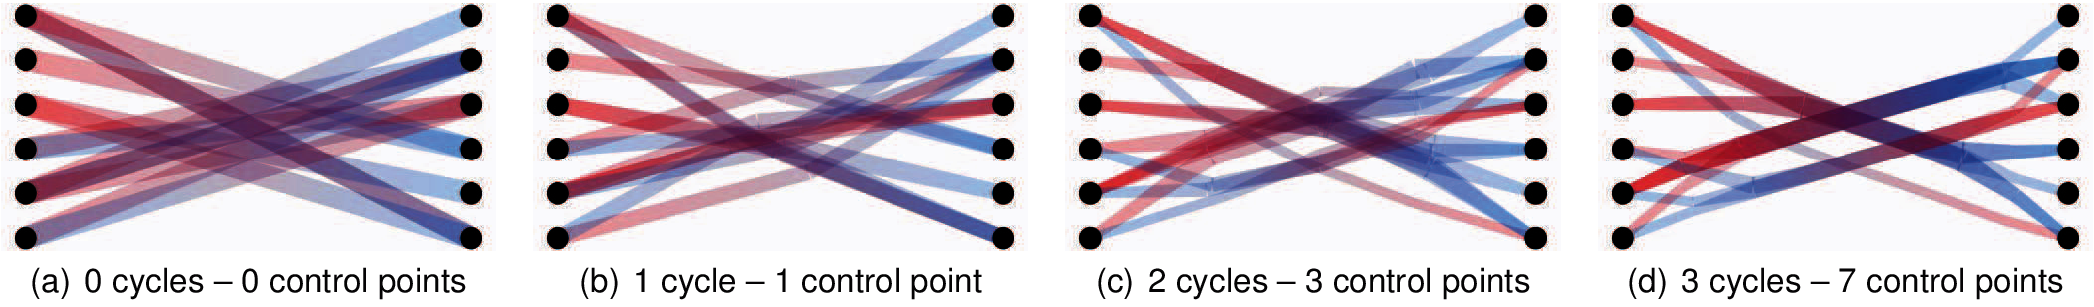 (a) 0 cycles – 0 control points
(b) 1 cycle – 1 control point
(c) 2 cycles – 3 control points
(d) 3 cycles – 7 control points